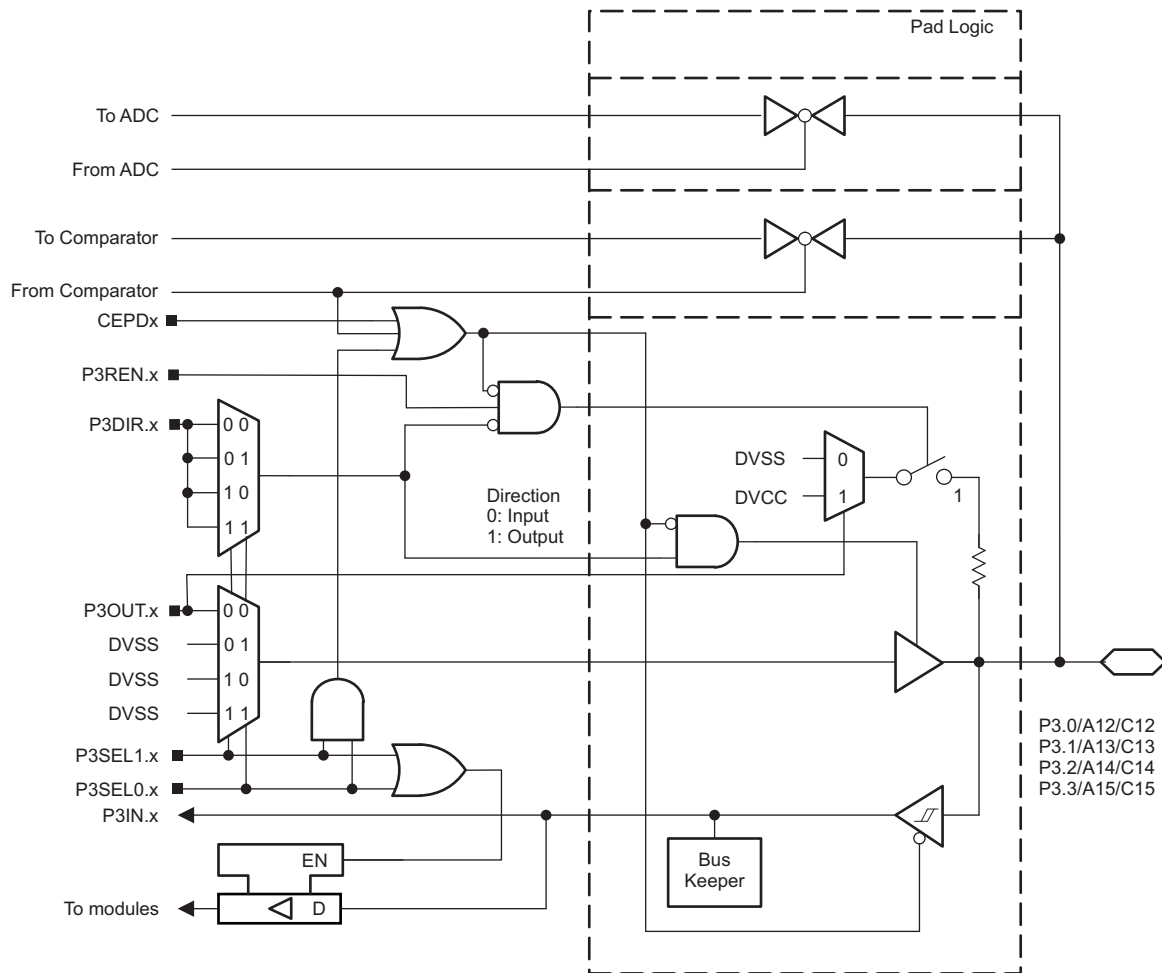 Pad Logic
To ADC
From ADC
To Comparator
From Comparator
CEPDx
P3REN.x
P3DIR.x
0 0
0 1
1 0
1 1
Direction
0: Input
1: Output
DVSS
DVCC
0
1
1
P3OUT.x
DVSS
DVSS
DVSS
0 0
0 1
1 0
1 1
P3SEL1.x
P3SEL0.x
P3IN.x
P3.0/A12/C12
P3.1/A13/C13
P3.2/A14/C14
P3.3/A15/C15
Bus
Keeper
EN
D
To modules